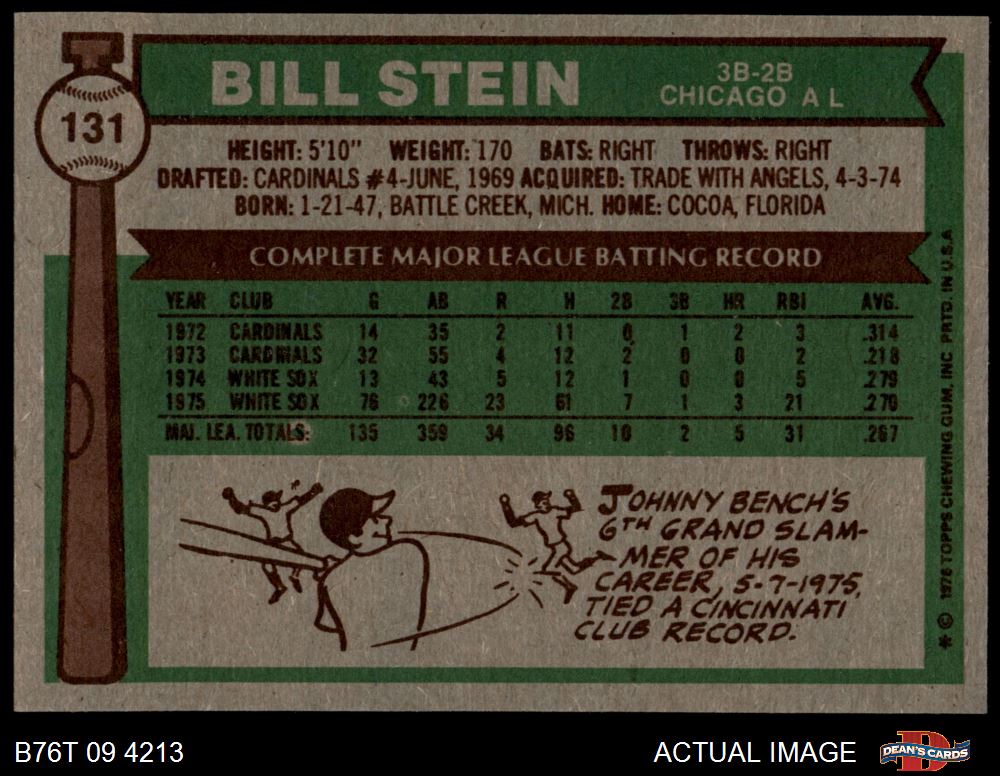 131
BILL STEIN
3B-2B
CHICAGO A L
HEIGHT: 5'10" WEIGHT: 170 BATS: RIGHT THROWS: RIGHT
DRAFTED: CARDINALS #4-JUNE, 1969 ACQUIRED: TRADE WITH ANGELS, 4-3-74
BORN: 1-21-47, BATTLE CREEK, MICH. HOME: COCOA, FLORIDA
COMPLETE MAJOR LEAGUE BATTING RECORD
YEAR CLUB G AB R H 2B 3B HR RBI AVG.
1972 CARDINALS 14 35 2 11 0 1 2 3 .314
1973 CARDINALS 32 55 4 12 2 0 0 2 .218
1974 WHITE SOX 13 43 5 12 1 0 0 5 .279
1975 WHITE SOX 76 226 23 61 7 1 3 21 .270
MAJ. LEA. TOTALS: 135 359 34 96 10 2 5 31 .267
JOHNNY BENCH'S
6TH GRAND SLAM-
MER OF HIS
CAREER, 5-7-1975,
TIED A CINCINNATI
CLUB RECORD.
* © 1976 TOPPS CHEWING GUM, INC. PRTD. IN U.S.A.
B76T 09 4213
ACTUAL IMAGE
D
DEAN'S CARDS